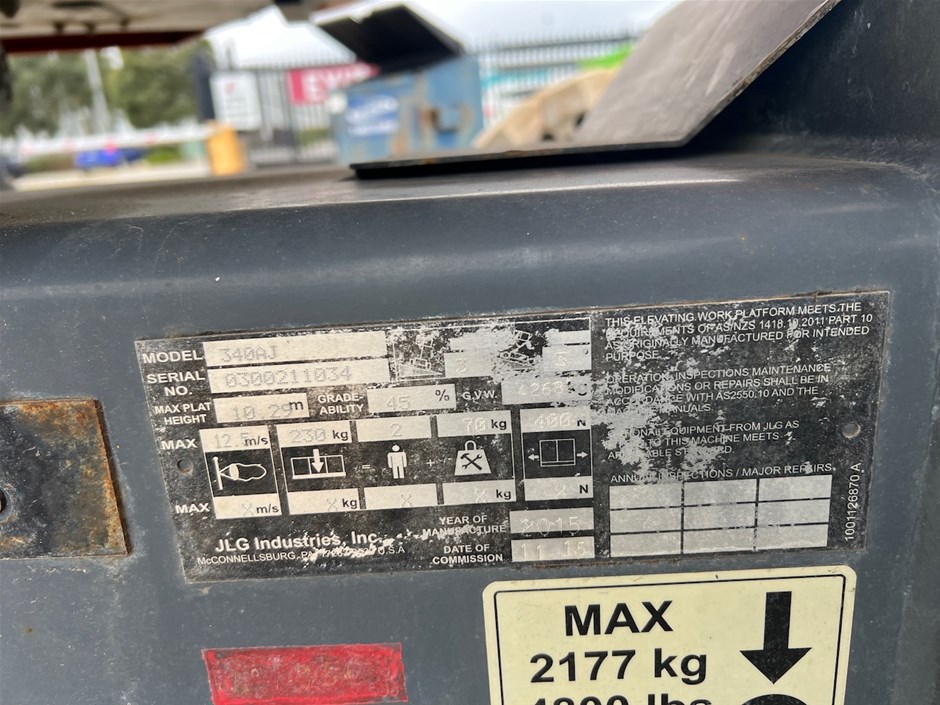 MODEL 340AJ
SERIAL NO. 0300211034
MAX PLAT HEIGHT 10.29 m GRADE-ABILITY 45 % G.V.W.
MAX 12.5 m/s 230 kg = 2 + 70 kg 400 N
MAX X m/s X kg X X kg N
JLG Industries, Inc.
McCONNELLSBURG, U.S.A
YEAR OF MANUFACTURE 2015
DATE OF COMMISSION 11.15
THIS ELEVATING WORK PLATFORM MEETS THE
REQUIREMENTS OF AS/NZS 1418.10.2011 PART 10
AS ORIGINALLY MANUFACTURED FOR INTENDED
PURPOSE.
OPERATION, INSPECTIONS MAINTENANCE
MODIFICATIONS OR REPAIRS SHALL BE IN
WITH AS2550.10 AND THE
MANUALS.
EQUIPMENT FROM JLG AS
TO THIS MACHINE MEETS
STANDARD.
ANNUAL INSPECTIONS / MAJOR REPAIRS
1001126870 A
MAX
2177 kg
4800 lbs